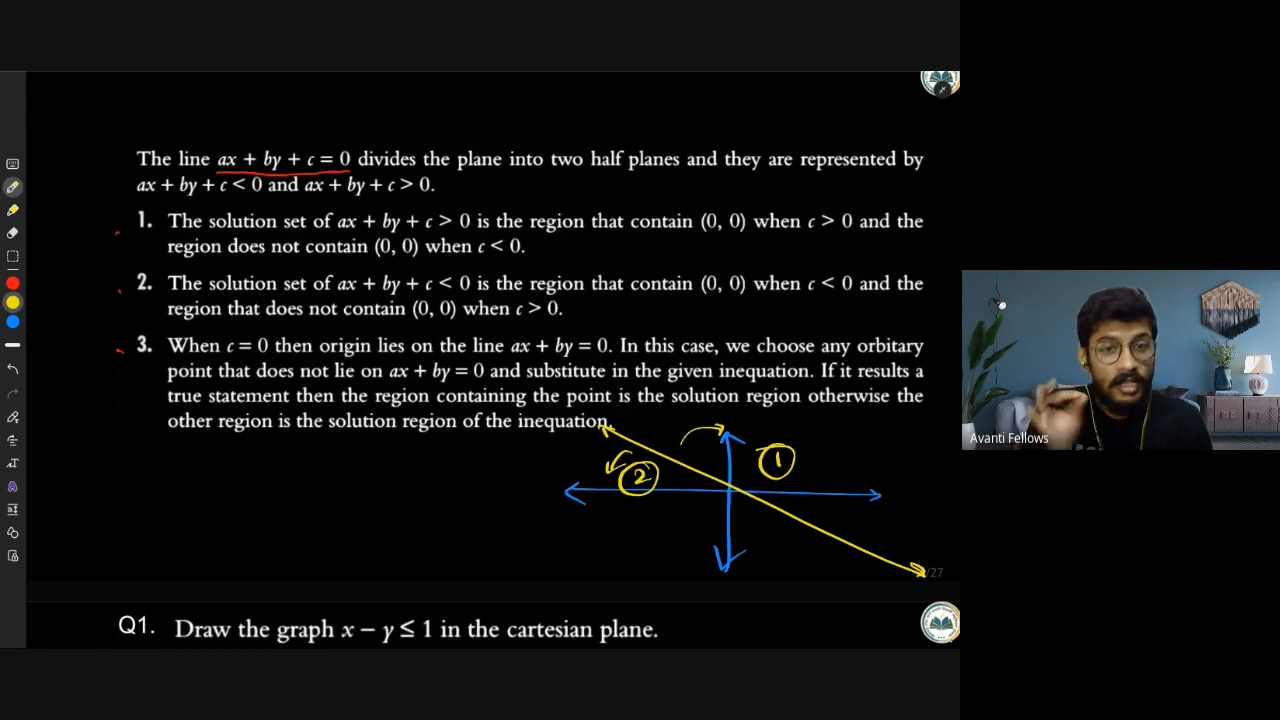 The line ax + by + c = 0 divides the plane into two half planes and they are represented by
ax + by + c < 0 and ax + by + c > 0.
1. The solution set of ax + by + c > 0 is the region that contain (0, 0) when c > 0 and the
region does not contain (0, 0) when c < 0.
2. The solution set of ax + by + c < 0 is the region that contain (0, 0) when c < 0 and the
region that does not contain (0, 0) when c > 0.
3. When c = 0 then origin lies on the line ax + by = 0. In this case, we choose any orbitary
point that does not lie on ax + by = 0 and substitute in the given inequation. If it results a
true statement then the region containing the point is the solution region otherwise the
other region is the solution region of the inequation.
1
2
/27
Q1. Draw the graph x – y ≤ 1 in the cartesian plane.
Avanti Fellows